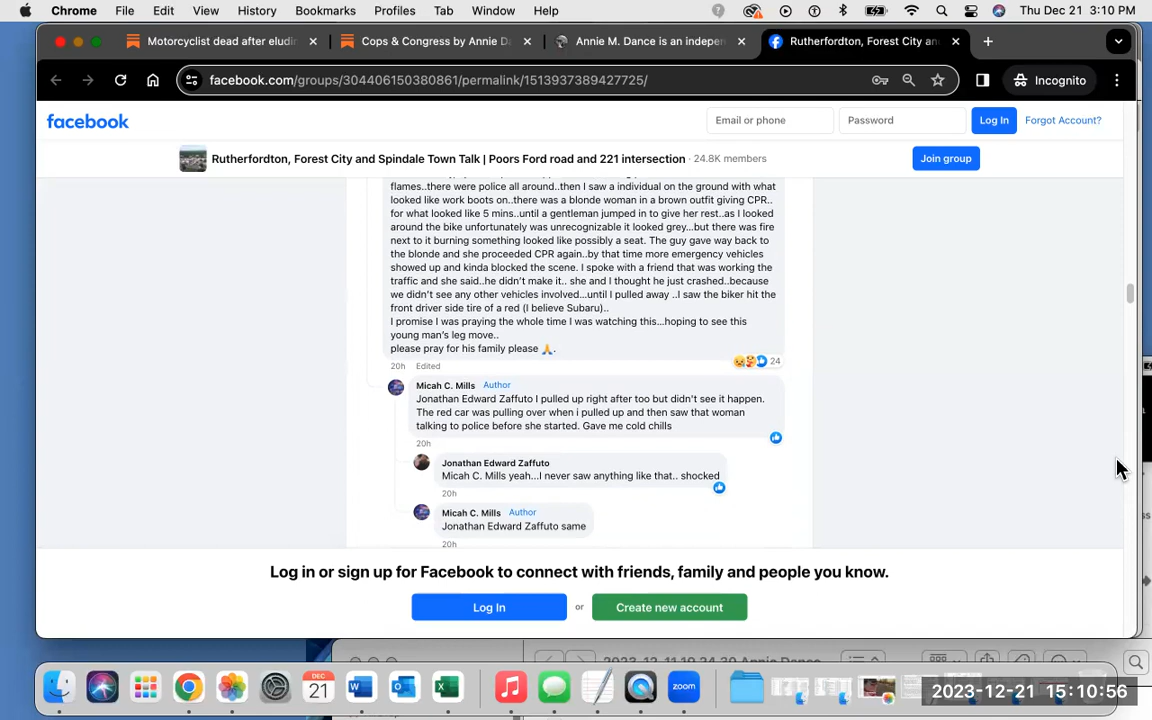 Chrome File Edit View History Bookmarks Profiles Tab Window Help Thu Dec 21 3:10 PM
Motorcyclist dead after eludi Cops & Congress by Annie Da Annie M. Dance is an indepen Rutherfordton, Forest City an
facebook.com/groups/304406150380861/permalink/1513937389427725/ Incognito
facebook Email or phone Password Log In Forgot Account?
Rutherfordton, Forest City and Spindale Town Talk | Poors Ford road and 221 intersection · 24.8K members Join group
flames..there were police all around..then I saw a individual on the ground with what
looked like work boots on..there was a blonde woman in a brown outfit giving CPR..
for what looked like 5 mins..until a gentleman jumped in to give her rest..as I looked
around the bike unfortunately was unrecognizable it looked grey...but there was fire
next to it burning something looked like possibly a seat. The guy gave way back to
the blonde and she proceeded CPR again..by that time more emergency vehicles
showed up and kinda blocked the scene. I spoke with a friend that was working the
traffic and she said..he didn't make it.. she and I thought he just crashed..because
we didn't see any other vehicles involved...until I pulled away ..I saw the biker hit the
front driver side tire of a red (I believe Subaru)..
I promise I was praying the whole time I was watching this...hoping to see this
young man's leg move..
please pray for his family please 🙏.
24
20h Edited
Micah C. Mills Author
Jonathan Edward Zaffuto I pulled up right after too but didn't see it happen.
The red car was pulling over when i pulled up and then saw that woman
talking to police before she started. Gave me cold chills
20h
Jonathan Edward Zaffuto
Micah C. Mills yeah...I never saw anything like that.. shocked
20h
Micah C. Mills Author
Jonathan Edward Zaffuto same
20h
Log in or sign up for Facebook to connect with friends, family and people you know.
Log In or Create new account
2023-12-11 19.24.30 Annie Dance
DEC
21
zoom
2023-12-21 15:10:56